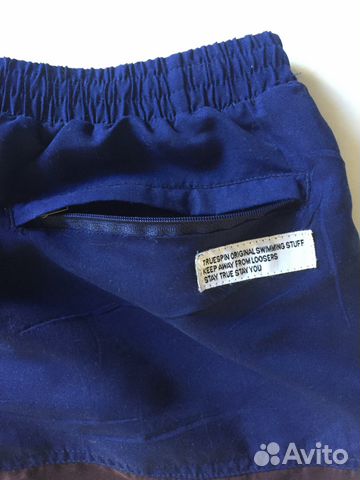 TRUESPIN ORIGINAL SWIMMING STUFF
KEEP AWAY FROM LOOSERS
STAY TRUE STAY YOU
Avito